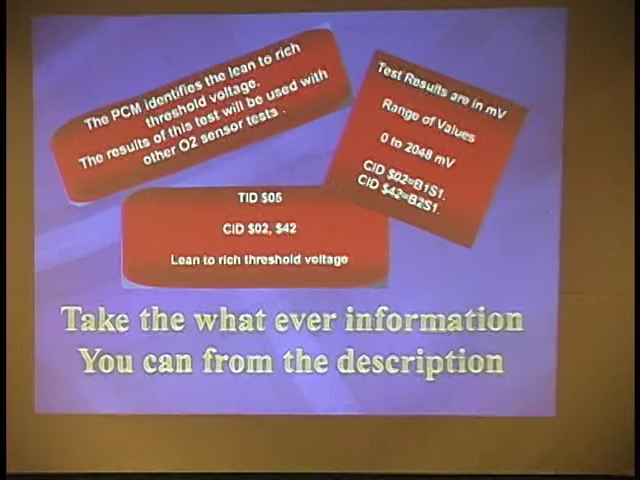 The PCM identifies the lean to rich
threshold voltage.
The results of this test will be used with
other O2 sensor tests .
Test Results are in mV
Range of Values
0 to 2048 mV
CID $02=B1S1.
CID $42=B2S1.
TID $05
CID $02, $42
Lean to rich threshold voltage
Take the what ever information
You can from the description